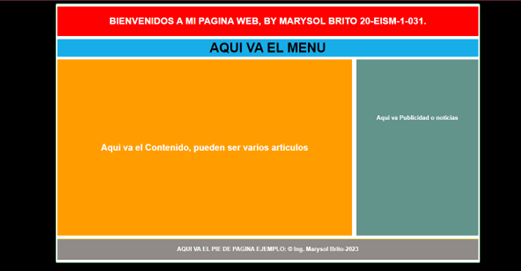 BIENVENIDOS A MI PAGINA WEB, BY MARYSOL BRITO 20-EISM-1-031.
AQUI VA EL MENU
Aqui va el Contenido, pueden ser varios articulos
Aqui va Publicidad o noticias
AQUI VA EL PIE DE PAGINA EJEMPLO: © Ing. Marysol Brito-2023